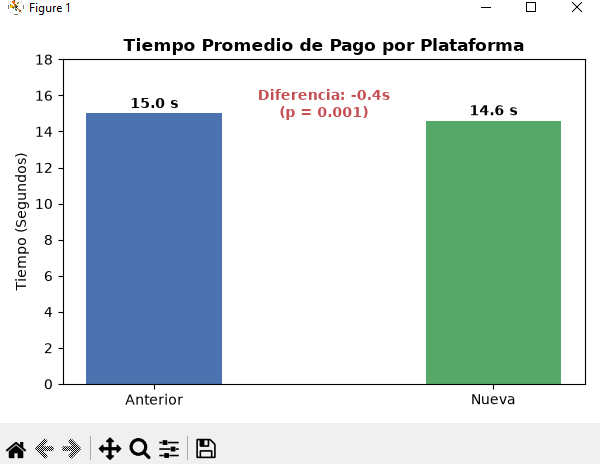 Figure 1
Tiempo Promedio de Pago por Plataforma
18
16
14
12
10
8
6
4
2
0
Tiempo (Segundos)
15.0 s
Diferencia: -0.4s
(p = 0.001)
14.6 s
Anterior
Nueva